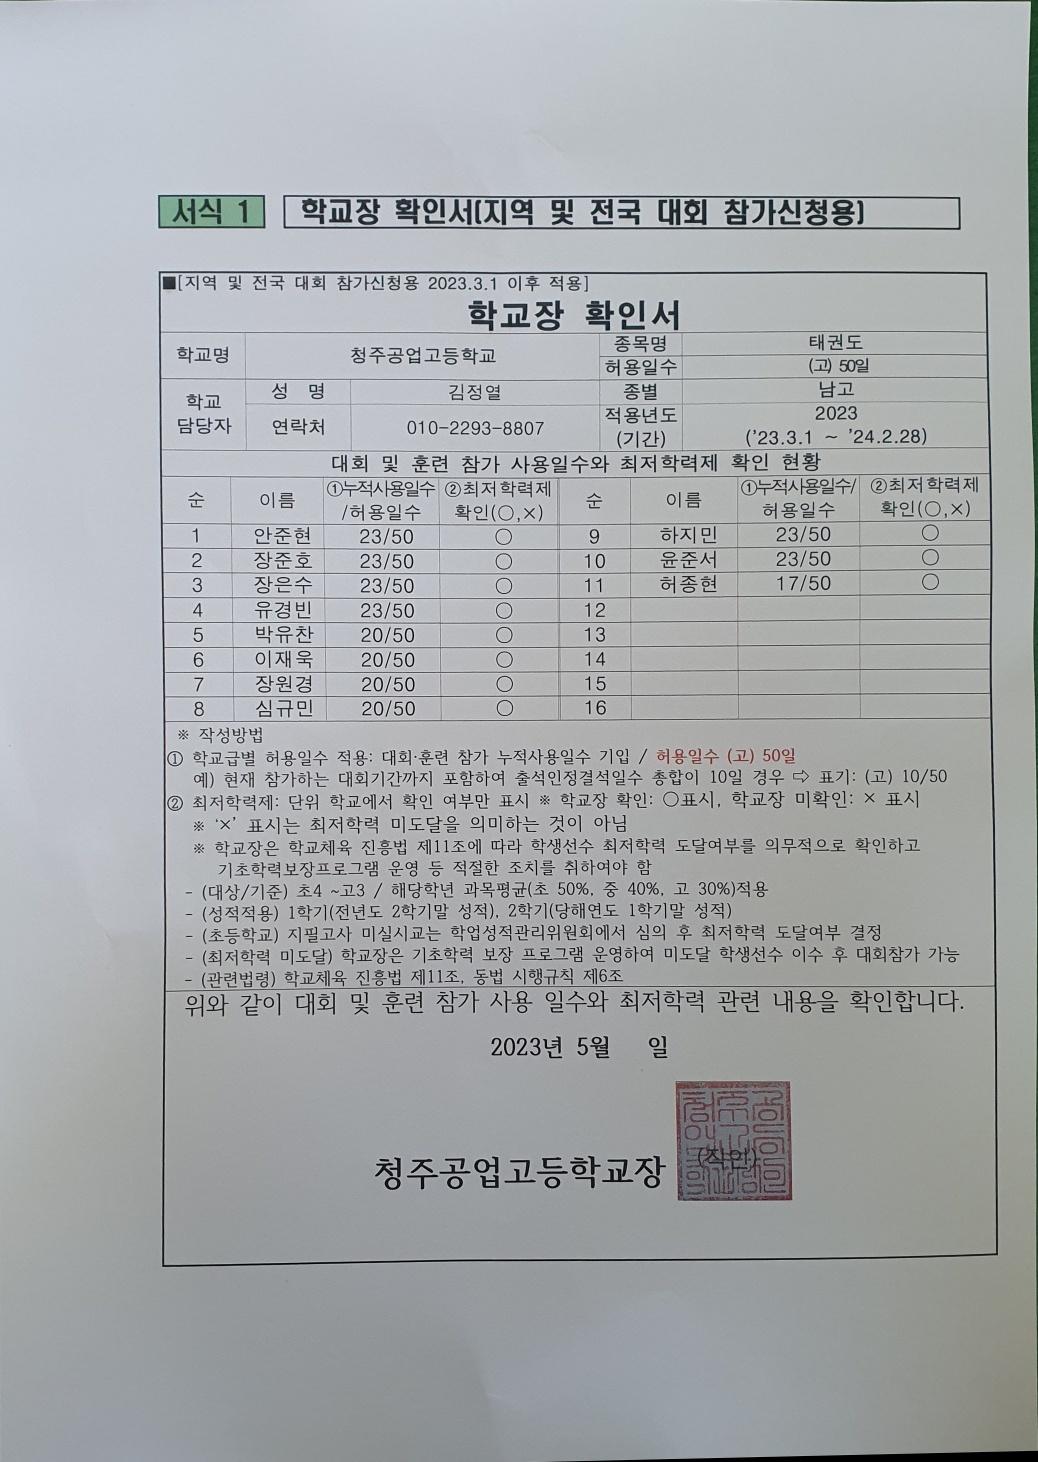 서식 1 학교장 확인서(지역 및 전국 대회 참가신청용)
■[지역 및 전국 대회 참가신청용 2023.3.1 이후 적용]
학교장 확인서
학교명 청주공업고등학교 종목명 태권도
허용일수 (고) 50일
학교 담당자 성 명 김정열 종별 남고
연락처 010-2293-8807 적용년도 (기간) 2023 ('23.3.1 ~ '24.2.28)
대회 및 훈련 참가 사용일수와 최저학력제 확인 현황
순 이름 ①누적사용일수/허용일수 ②최저학력제 확인(○,×) 순 이름 ①누적사용일수/허용일수 ②최저학력제 확인(○,×)
1 안준현 23/50 ○ 9 하지민 23/50 ○
2 장준호 23/50 ○ 10 윤준서 23/50 ○
3 장은수 23/50 ○ 11 허종현 17/50 ○
4 유경빈 23/50 ○ 12
5 박유찬 20/50 ○ 13
6 이재욱 20/50 ○ 14
7 장원경 20/50 ○ 15
8 심규민 20/50 ○ 16
※ 작성방법
① 학교급별 허용일수 적용: 대회·훈련 참가 누적사용일수 기입 / 허용일수 (고) 50일
예) 현재 참가하는 대회기간까지 포함하여 출석인정결석일수 총합이 10일 경우 ⇨ 표기: (고) 10/50
② 최저학력제: 단위 학교에서 확인 여부만 표시 ※ 학교장 확인: ○표시, 학교장 미확인: × 표시
※ '×' 표시는 최저학력 미도달을 의미하는 것이 아님
※ 학교장은 학교체육 진흥법 제11조에 따라 학생선수 최저학력 도달여부를 의무적으로 확인하고
기초학력보장프로그램 운영 등 적절한 조치를 취하여야 함
- (대상/기준) 초4 ~고3 / 해당학년 과목평균(초 50%, 중 40%, 고 30%)적용
- (성적적용) 1학기(전년도 2학기말 성적), 2학기(당해연도 1학기말 성적)
- (초등학교) 지필고사 미실시교는 학업성적관리위원회에서 심의 후 최저학력 도달여부 결정
- (최저학력 미도달) 학교장은 기초학력 보장 프로그램 운영하여 미도달 학생선수 이수 후 대회참가 가능
- (관련법령) 학교체육 진흥법 제11조, 동법 시행규칙 제6조
위와 같이 대회 및 훈련 참가 사용 일수와 최저학력 관련 내용을 확인합니다.
2023년 5월 일
청주공업고등학교장 (직인)